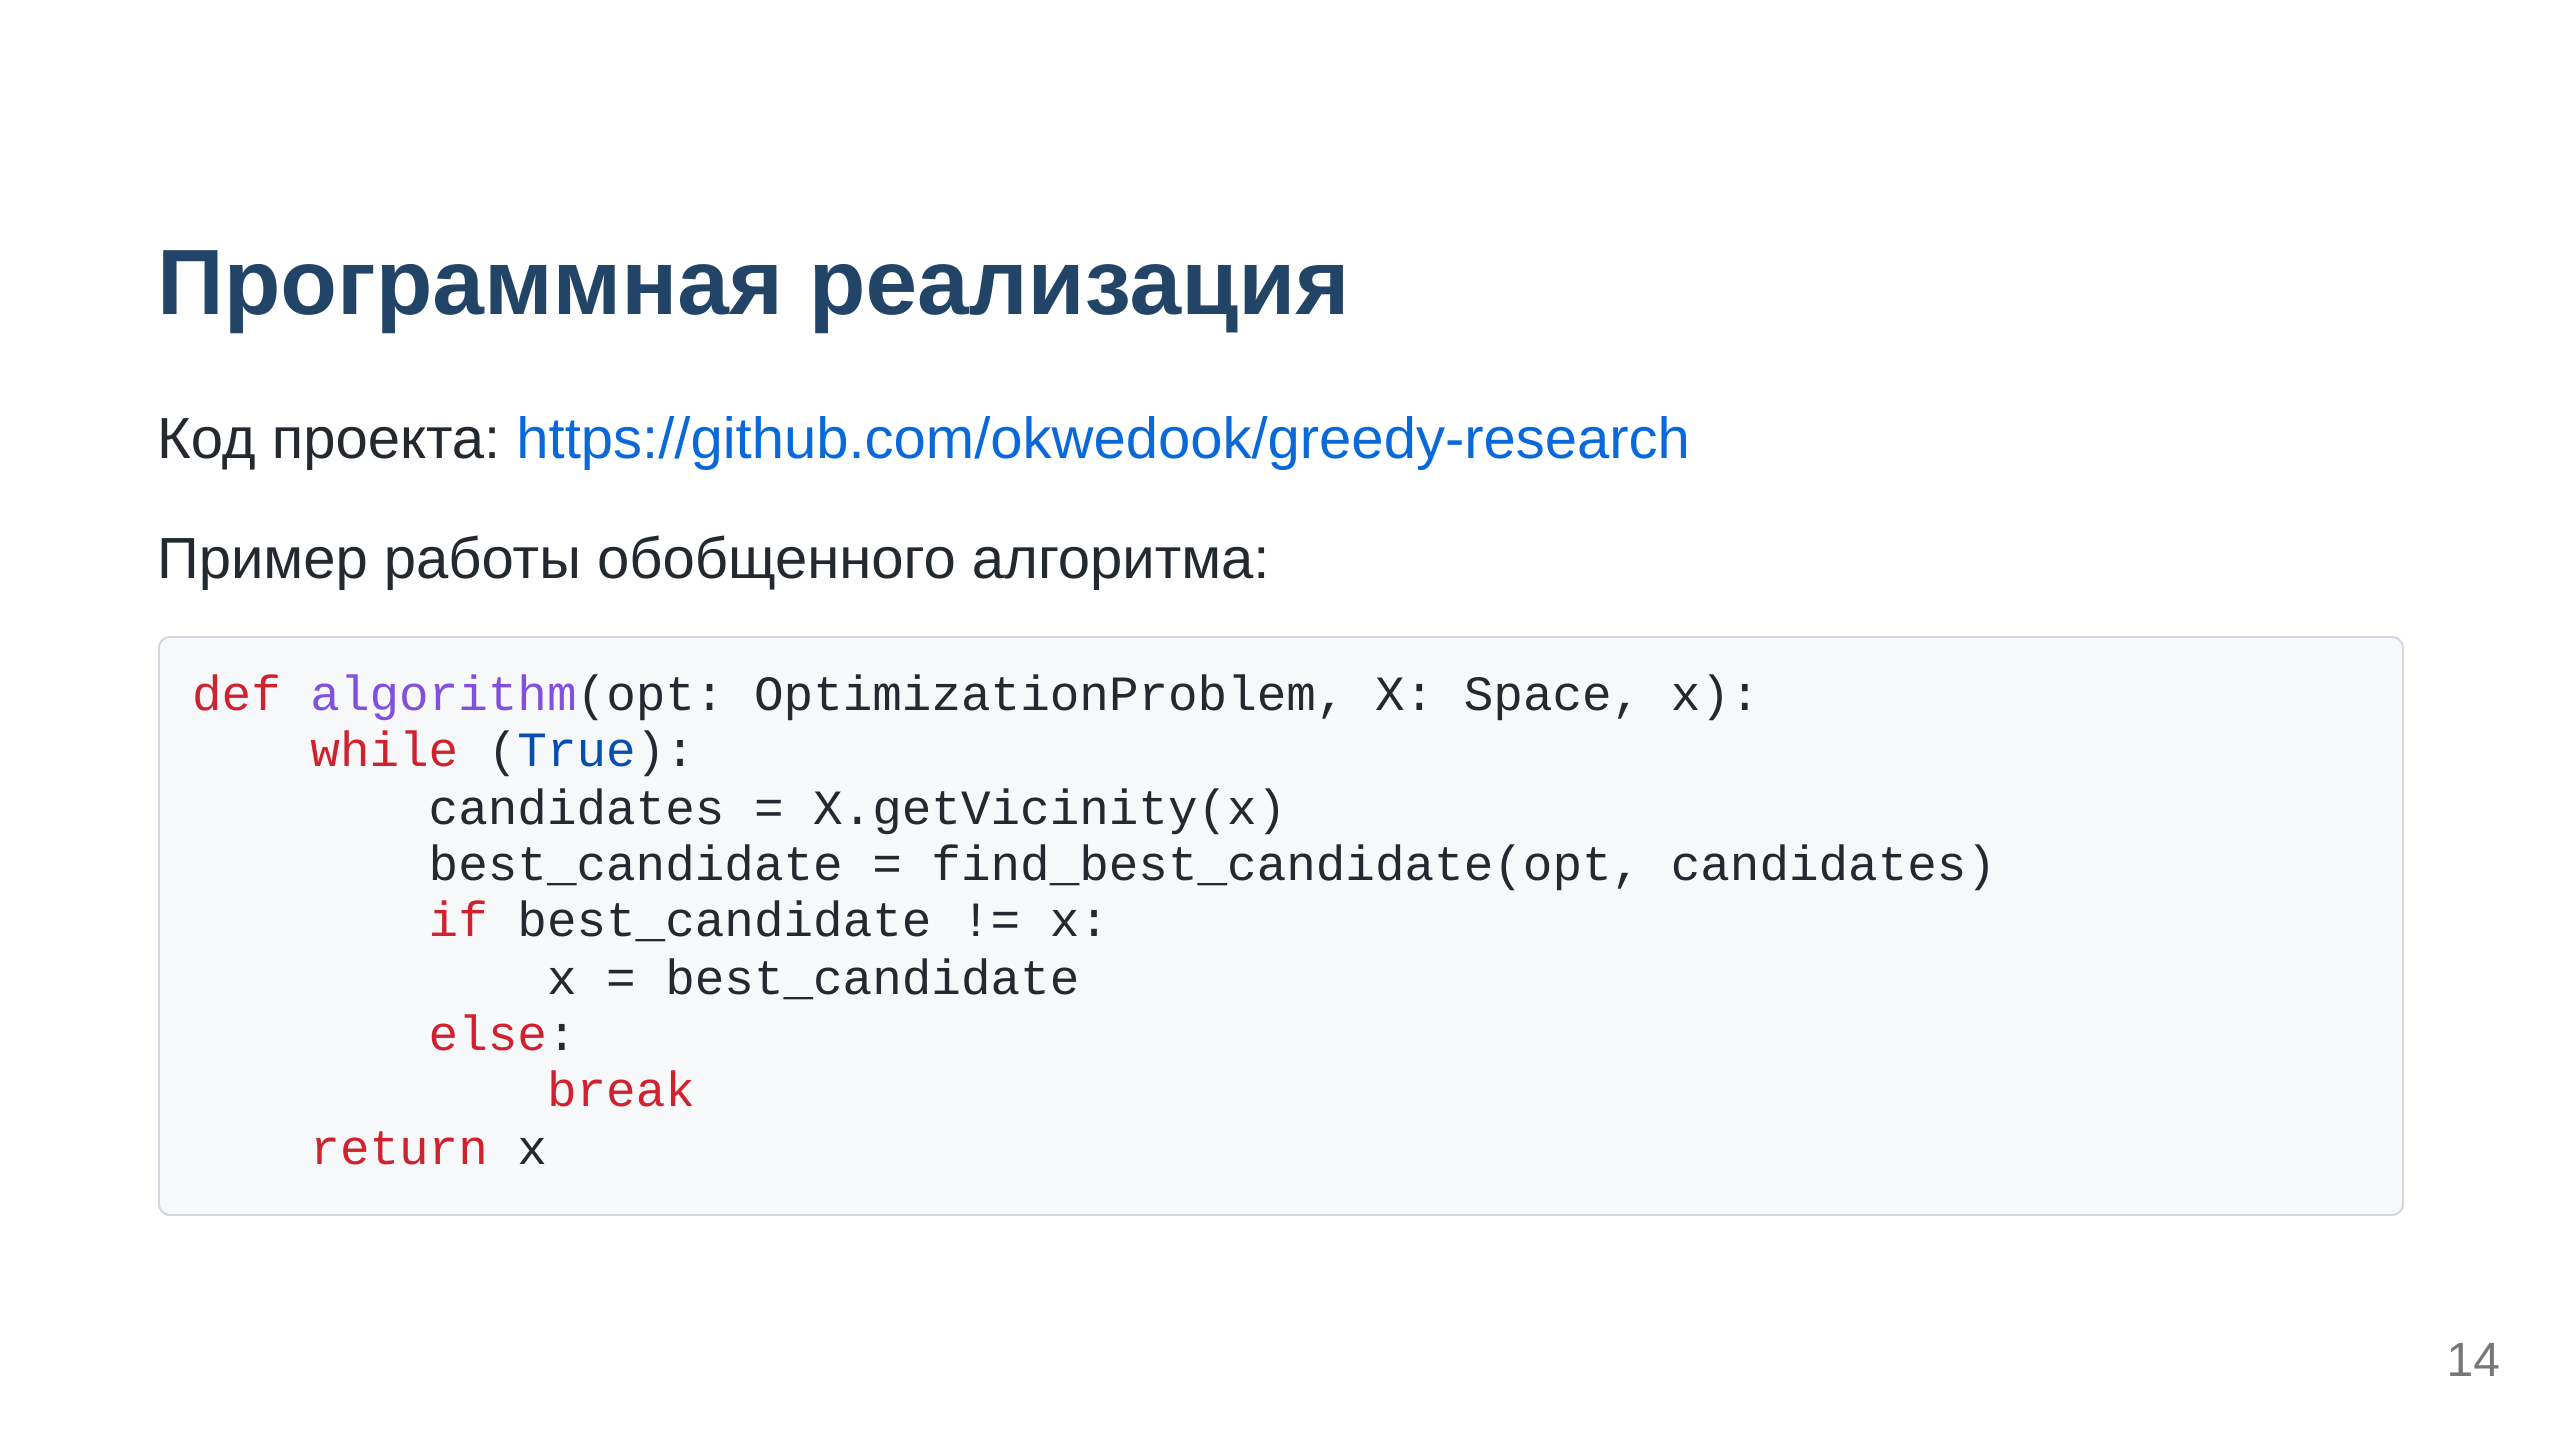 Программная реализация
Код проекта: https://github.com/okwedook/greedy-research
Пример работы обобщенного алгоритма:
def algorithm(opt: OptimizationProblem, X: Space, x):
    while (True):
        candidates = X.getVicinity(x)
        best_candidate = find_best_candidate(opt, candidates)
        if best_candidate != x:
            x = best_candidate
        else:
            break
    return x
14